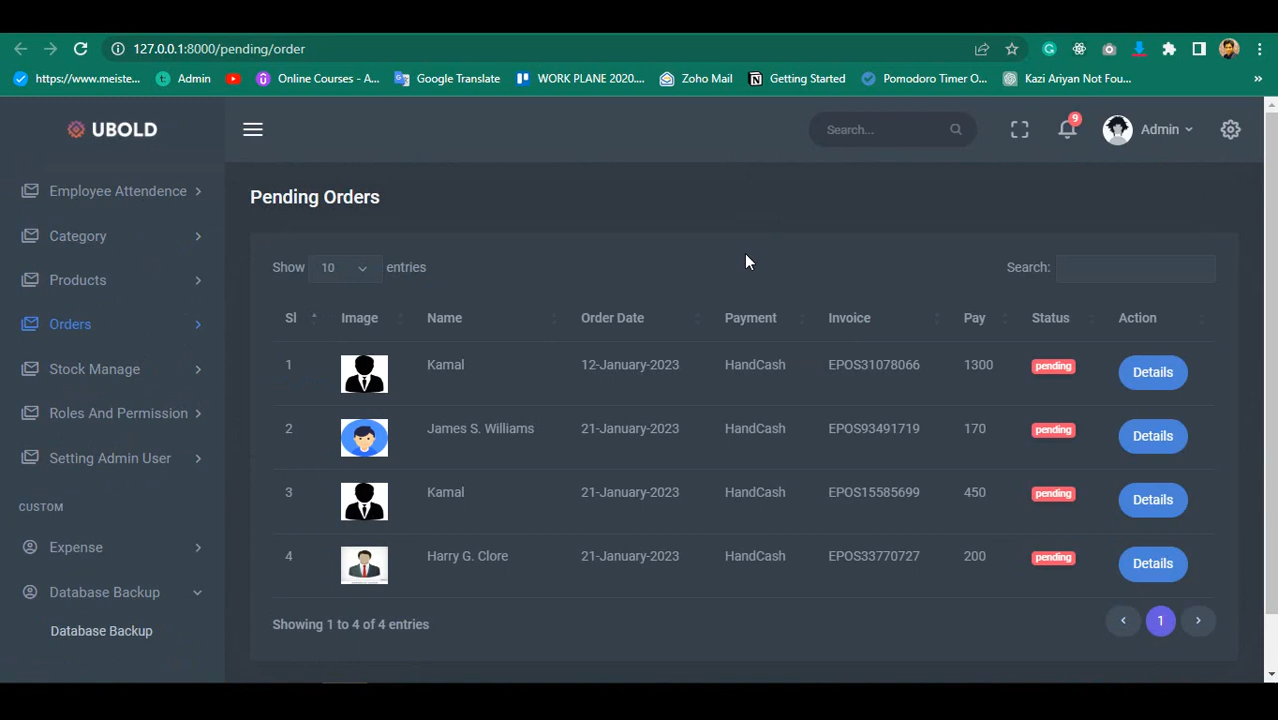 127.0.0.1:8000/pending/order
https://www.meiste... Admin Online Courses - A... Google Translate WORK PLANE 2020.... Zoho Mail Getting Started Pomodoro Timer O... Kazi Ariyan Not Fou... »
UBOLD Search... 9 Admin
Pending Orders
Employee Attendence
Category
Products
Orders
Stock Manage
Roles And Permission
Setting Admin User
CUSTOM
Expense
Database Backup
Database Backup
Show 10 entries Search:
Sl Image Name Order Date Payment Invoice Pay Status Action
1 Kamal 12-January-2023 HandCash EPOS31078066 1300 pending Details
2 James S. Williams 21-January-2023 HandCash EPOS93491719 170 pending Details
3 Kamal 21-January-2023 HandCash EPOS15585699 450 pending Details
4 Harry G. Clore 21-January-2023 HandCash EPOS33770727 200 pending Details
Showing 1 to 4 of 4 entries 1